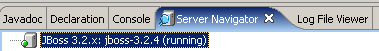 Javadoc Declaration Console Server Navigator Log File Viewer
JBoss 3.2.x: jboss-3.2.4 (running)